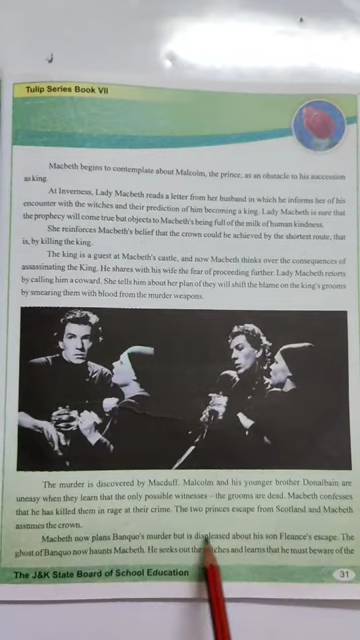 Tulip Series Book VII
Macbeth begins to contemplate about Malcolm, the prince, as an obstacle to his succession
as king.
At Inverness, Lady Macbeth reads a letter from her husband in which he informs her of his
encounter with the witches and their prediction of him becoming a king. Lady Macbeth is sure that
the prophecy will come true but objects to Macbeth's being full of the milk of human kindness.
She reinforces Macbeth's belief that the crown could be achieved by the shortest route, that
is, by killing the king.
The king is a guest at Macbeth's castle, and now Macbeth thinks over the consequences of
assassinating the King. He shares with his wife the fear of proceeding further. Lady Macbeth retorts
by calling him a coward. She tells him about her plan of they will shift the blame on the king's grooms
by smearing them with blood from the murder weapons.
The murder is discovered by Macduff. Malcolm and his younger brother Donalbain are
uneasy when they learn that the only possible witnesses – the grooms are dead. Macbeth confesses
that he has killed them in rage at their crime. The two princes escape from Scotland and Macbeth
assumes the crown.
Macbeth now plans Banquo's murder but is displeased about his son Fleance's escape. The
ghost of Banquo now haunts Macbeth. He seeks out the witches and learns that he must beware of the
The J&K State Board of School Education
31